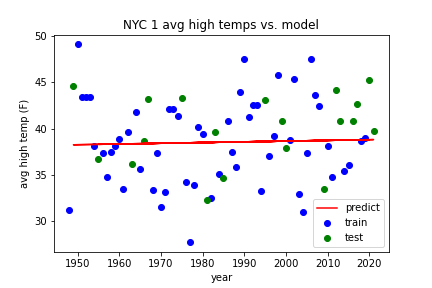 NYC 1 avg high temps vs. model
avg high temp (F)
50
45
40
35
30
1950 1960 1970 1980 1990 2000 2010 2020
year
predict
train
test